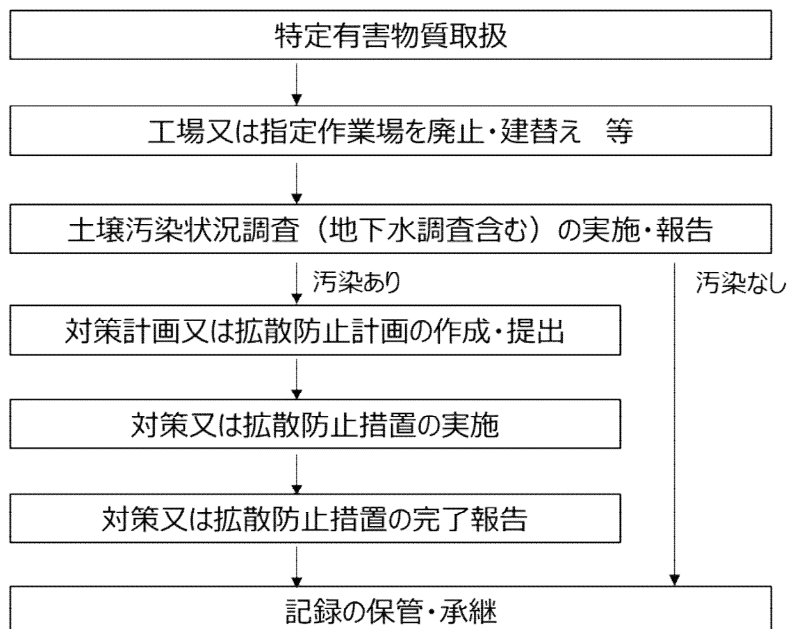 特定有害物質取扱
工場又は指定作業場を廃止・建替え　等
土壌汚染状況調査（地下水調査含む）の実施・報告
汚染あり
汚染なし
対策計画又は拡散防止計画の作成・提出
対策又は拡散防止措置の実施
対策又は拡散防止措置の完了報告
記録の保管・承継